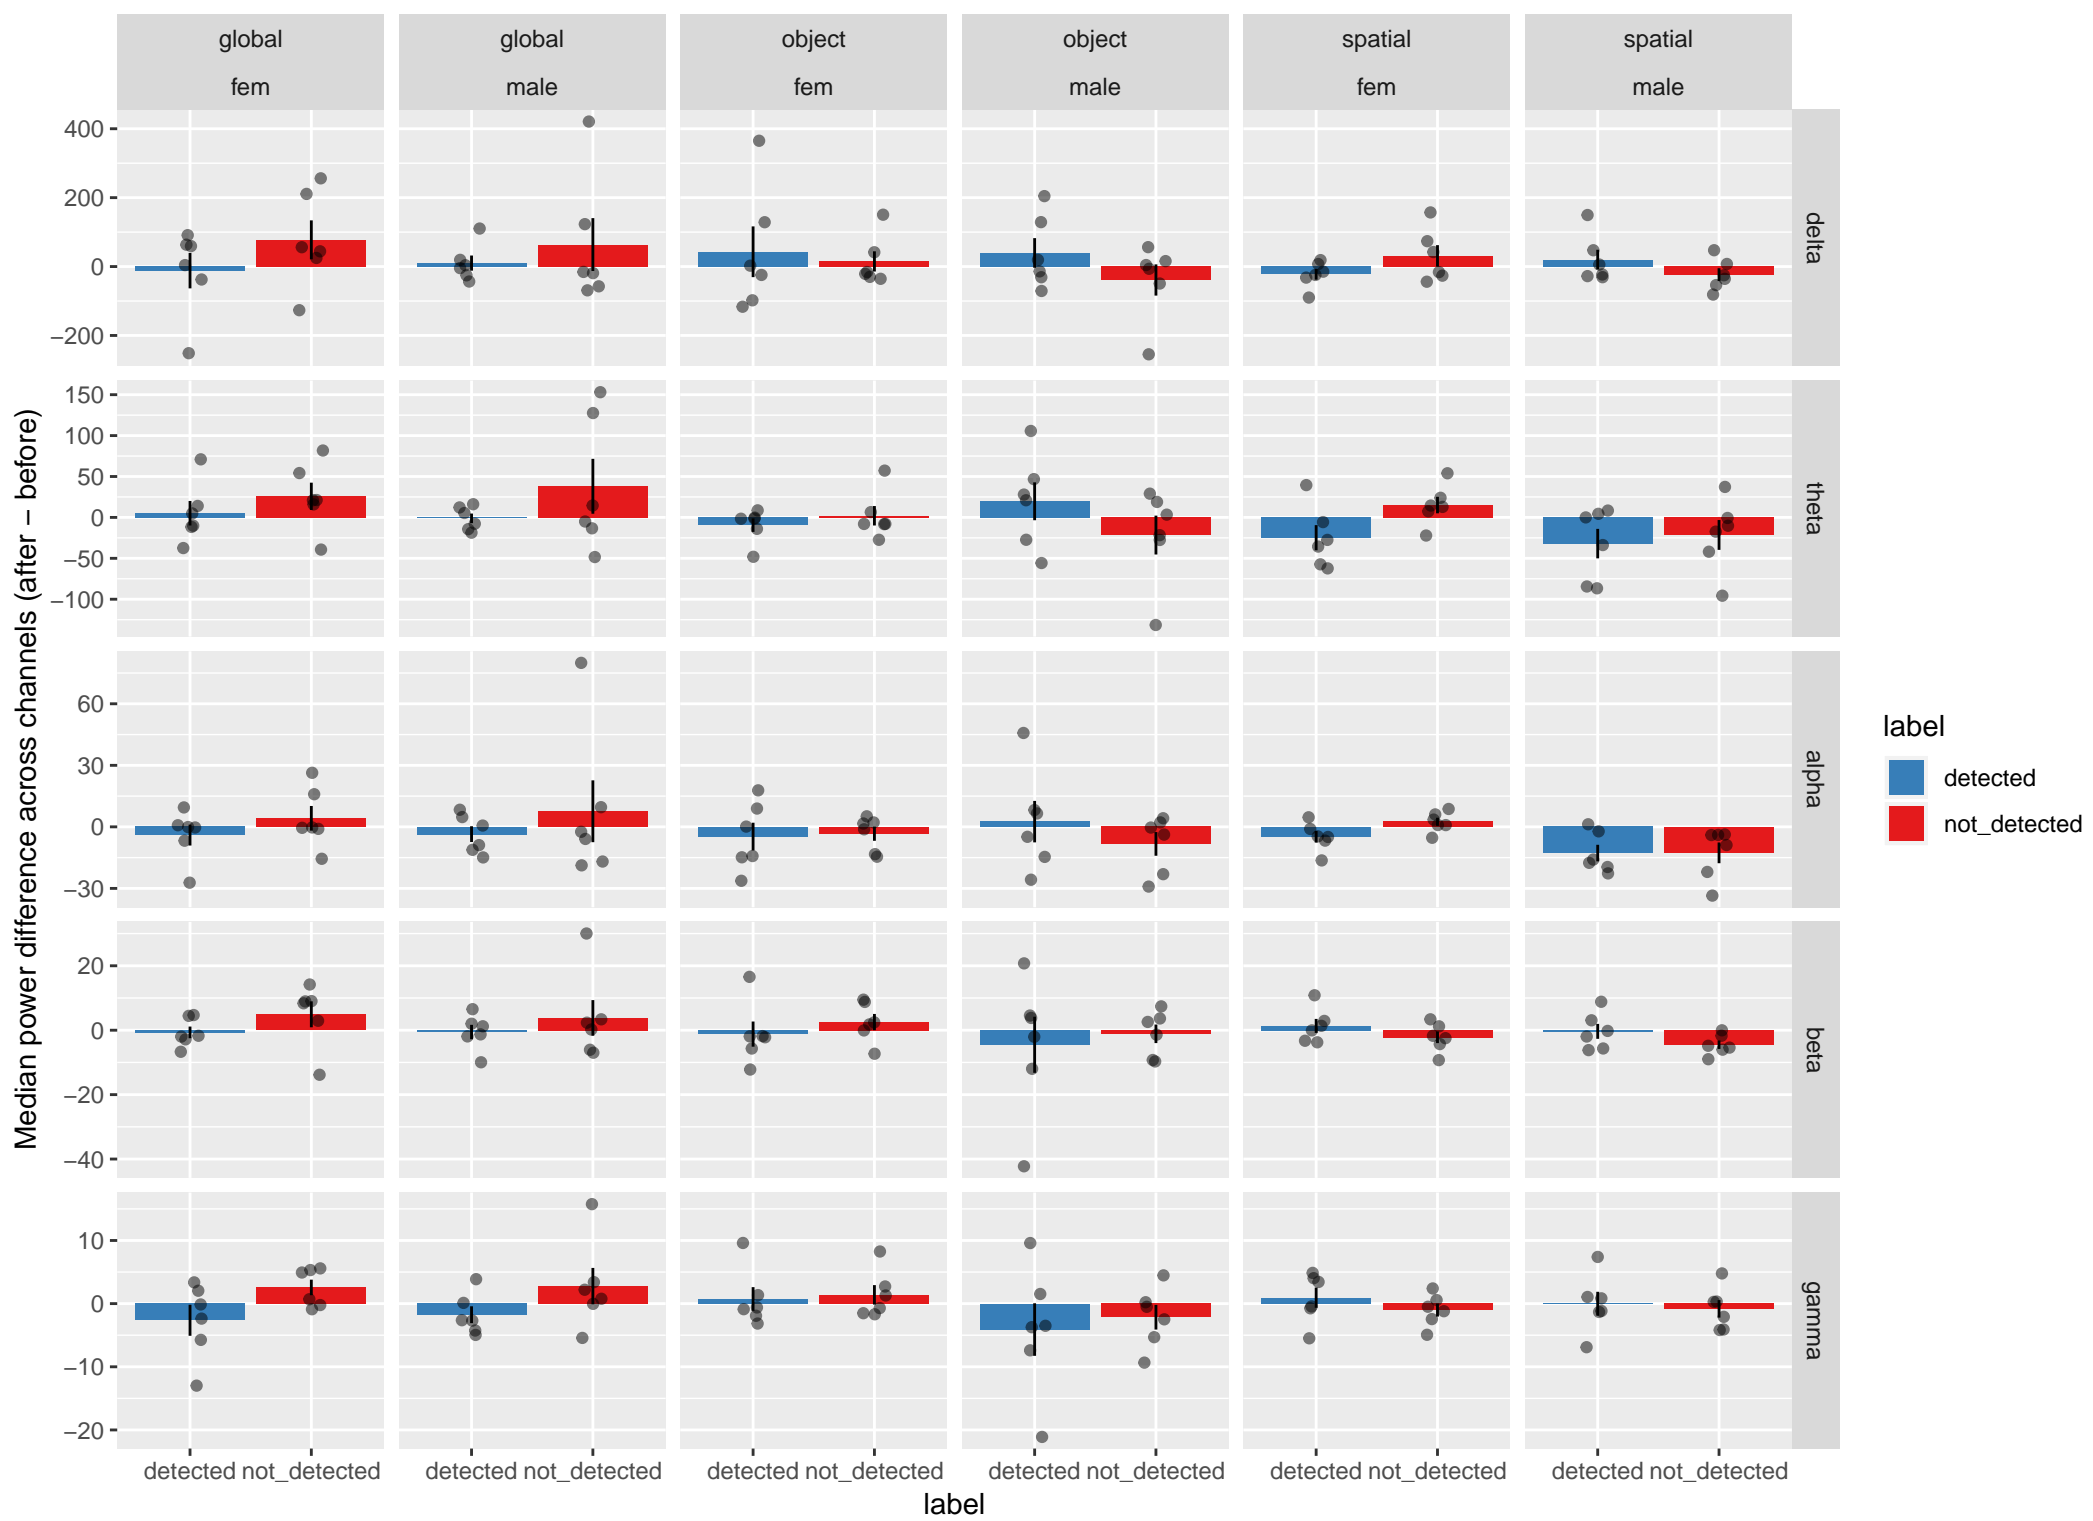 global global object object spatial spatial
fem male fem male fem male
400
200
0
−200
delta
150
100
50
0
−50
−100
theta
60
30
0
−30
alpha
20
0
−20
−40
beta
10
0
−10
−20
gamma
detected not_detected detected not_detected detected not_detected detected not_detected detected not_detected detected not_detected
label
Median power difference across channels (after − before)
label
detected
not_detected